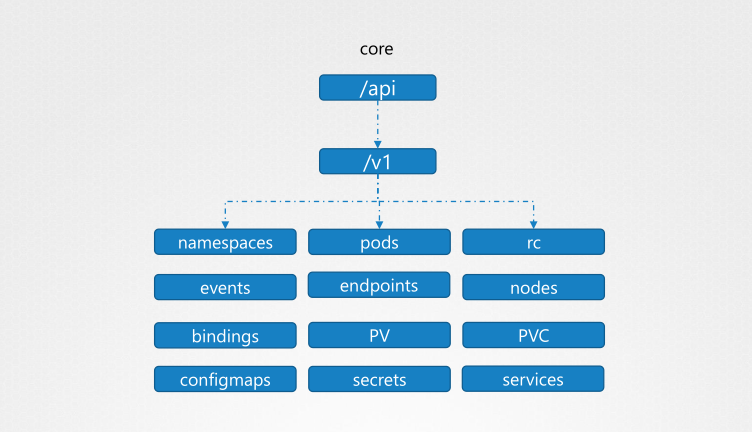 core
/api
/v1
namespaces
pods
rc
events
endpoints
nodes
bindings
PV
PVC
configmaps
secrets
services